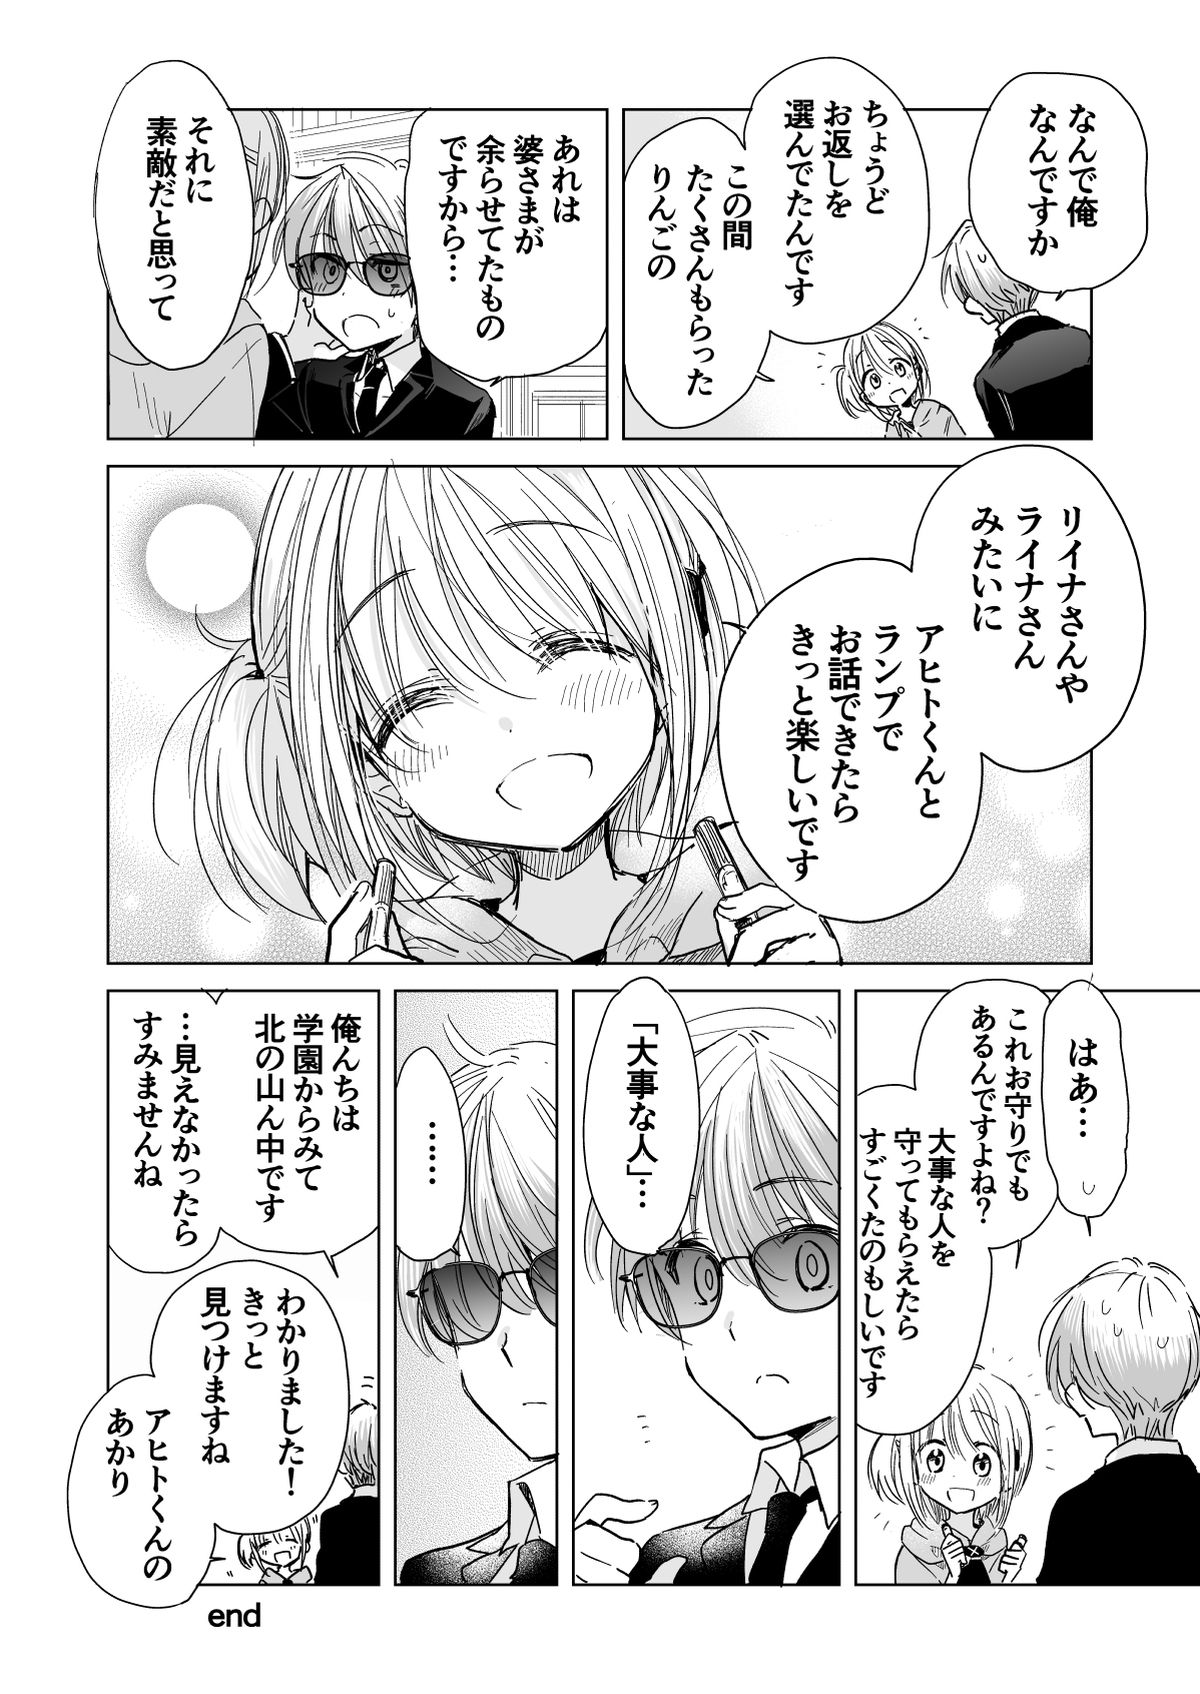 なんで俺
なんですか
ちょうど
お返しを
選んでたんです
この間
たくさんもらった
りんごの
あれは
婆さまが
余らせてたもの
ですから…
それに
素敵だと思って
リイナさんや
ライナさん
みたいに
アヒトくんと
ランプで
お話できたら
きっと楽しいです
はあ…
これお守りでも
あるんですよね？
大事な人を
守ってもらえたら
すごくたのもしいです
「大事な人」…
……
俺んちは
学園からみて
北の山ん中です
…見えなかったら
すみませんね
わかりました！
きっと
見つけますね
アヒトくんの
あかり
end